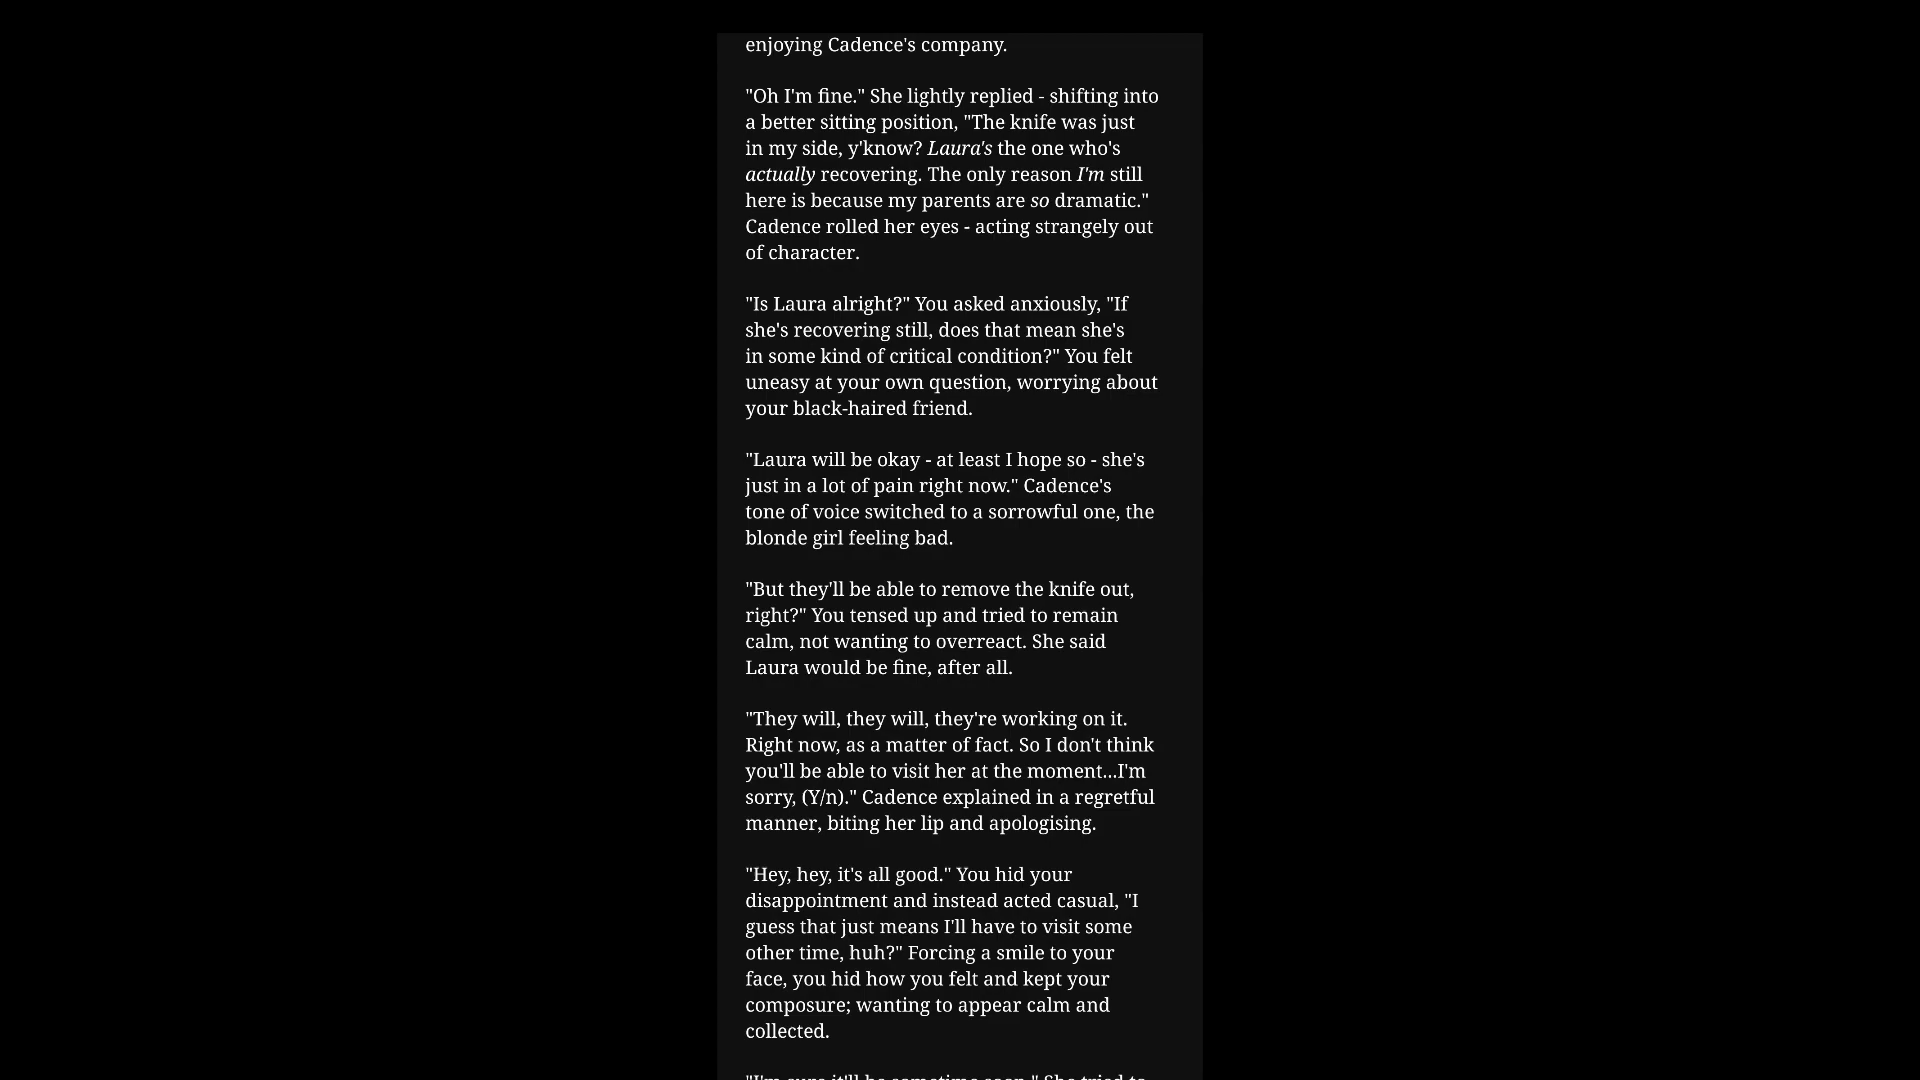 enjoying Cadence's company.
"Oh I'm fine." She lightly replied - shifting into
a better sitting position, "The knife was just
in my side, y'know? Laura's the one who's
actually recovering. The only reason I'm still
here is because my parents are so dramatic."
Cadence rolled her eyes - acting strangely out
of character.
"Is Laura alright?" You asked anxiously, "If
she's recovering still, does that mean she's
in some kind of critical condition?" You felt
uneasy at your own question, worrying about
your black-haired friend.
"Laura will be okay - at least I hope so - she's
just in a lot of pain right now." Cadence's
tone of voice switched to a sorrowful one, the
blonde girl feeling bad.
"But they'll be able to remove the knife out,
right?" You tensed up and tried to remain
calm, not wanting to overreact. She said
Laura would be fine, after all.
"They will, they will, they're working on it.
Right now, as a matter of fact. So I don't think
you'll be able to visit her at the moment...I'm
sorry, (Y/n)." Cadence explained in a regretful
manner, biting her lip and apologising.
"Hey, hey, it's all good." You hid your
disappointment and instead acted casual, "I
guess that just means I'll have to visit some
other time, huh?" Forcing a smile to your
face, you hid how you felt and kept your
composure; wanting to appear calm and
collected.
"I'm sure it'll be sometime soon." She tried to